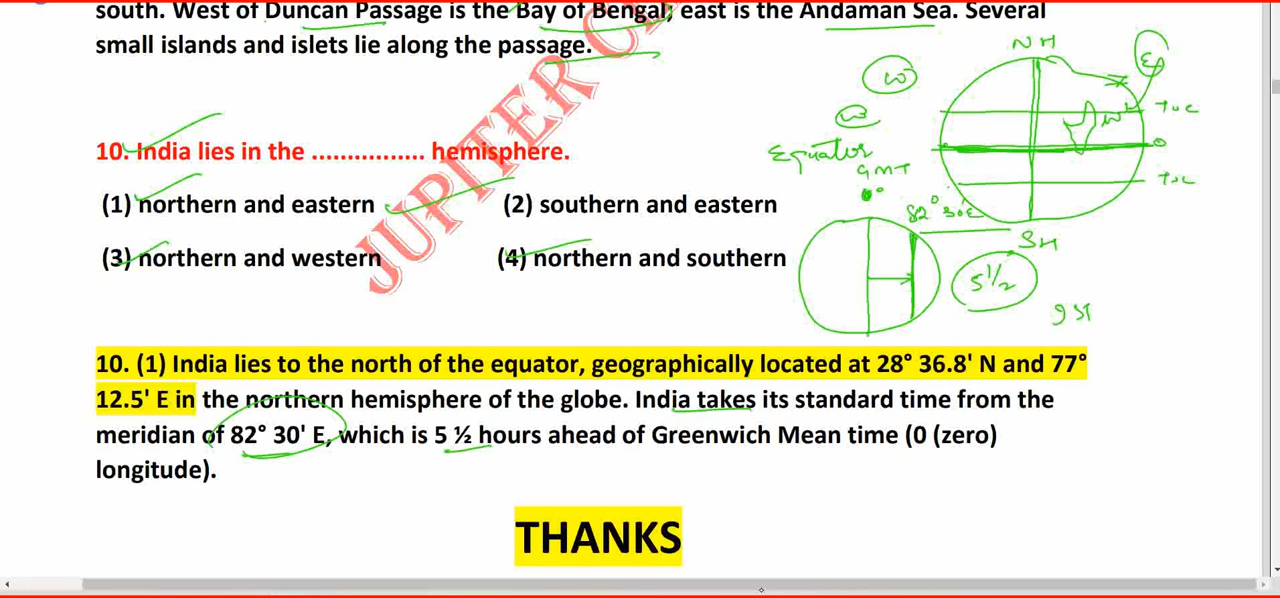 south. West of Duncan Passage is the Bay of Bengal; east is the Andaman Sea. Several
small islands and islets lie along the passage.
JUPITER
10. India lies in the ................ hemisphere.
(1) northern and eastern (2) southern and eastern
(3) northern and western (4) northern and southern
NH
W
W
Equator
GMT
0°
82° 30'E
SH
5 1/2
0
10. (1) India lies to the north of the equator, geographically located at 28° 36.8' N and 77°
12.5' E in the northern hemisphere of the globe. India takes its standard time from the
meridian of 82° 30' E, which is 5 ½ hours ahead of Greenwich Mean time (0 (zero)
longitude).
THANKS